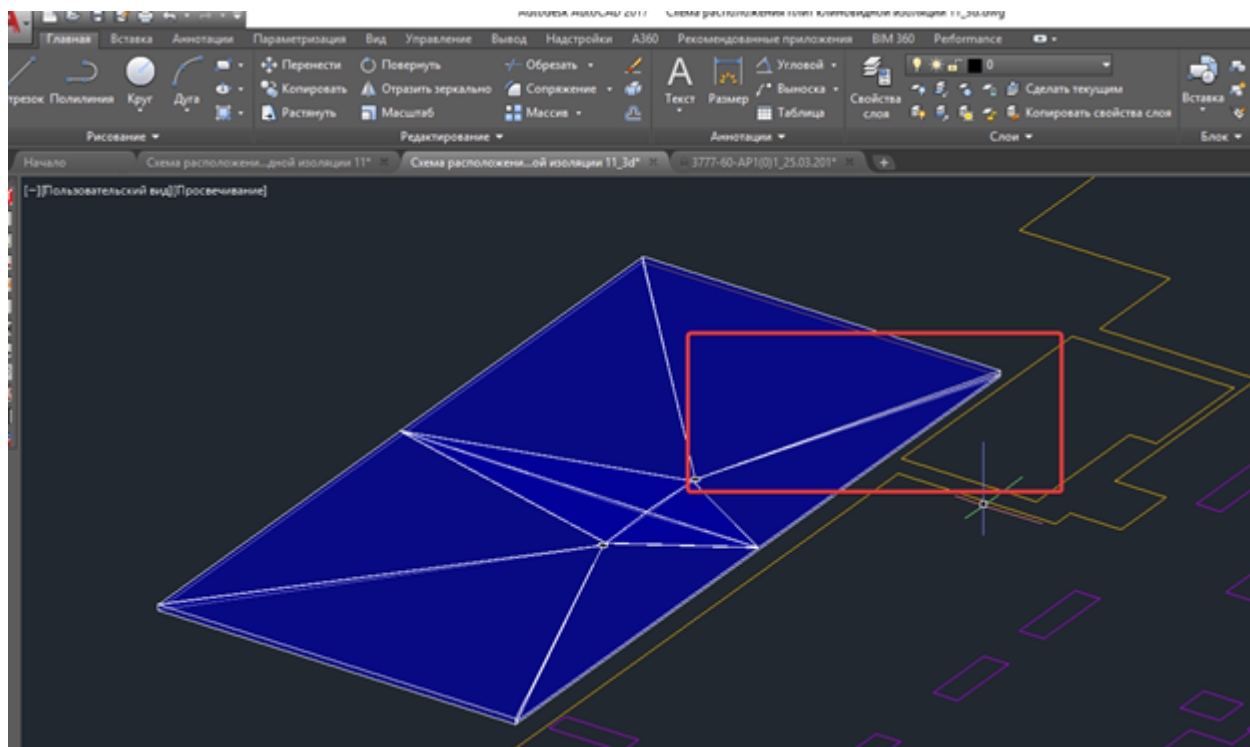 Autodesk AutoCAD 2017 Схема расположения плит клиновидной изоляции 11_3d.dwg
Главная Вставка Аннотации Параметризация Вид Управление Вывод Надстройки A360 Рекомендованные приложения BIM 360 Performance
Перенести Повернуть Обрезать Угловой 0
Копировать Отразить зеркально Сопряжение Выноска Сделать текущим
трезок Полилиния Круг Дуга Растянуть Масштаб Массив Текст Размер Таблица Свойства слоя Копировать свойства слоя Вставка
Рисование Редактирование Аннотации Слои Блок
Начало Схема расположени...дной изоляции 11* Схема расположени...ой изоляции 11_3d* 3777-60-АР1(0)1_25.03.201*
[−][Пользовательский вид][Просвечивание]